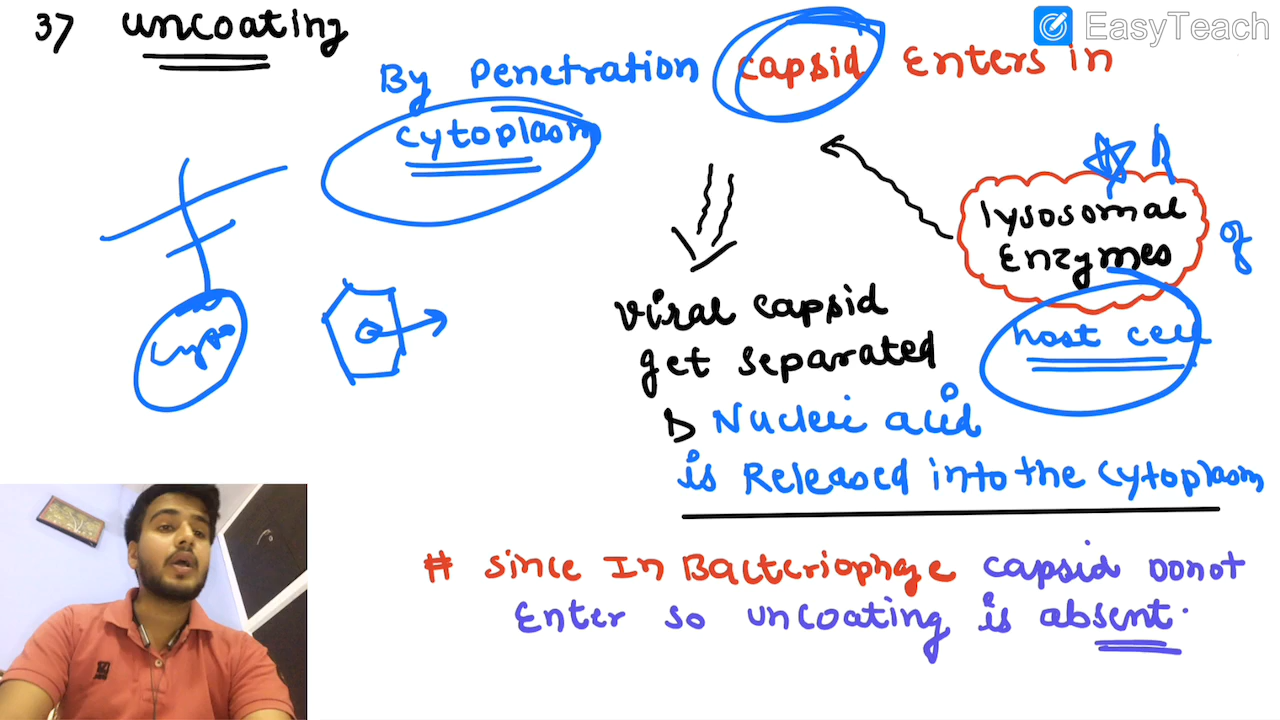 37 uncoating
EasyTeach
By Penetration capsid Enters in
cytoplasm
lysosomal
Enzymes
of
host cell
viral capsid
get separated
Nucleic acid
is Released into the cytoplasm
# Since In Bacteriophage capsid Donot
Enter so uncoating is absent.